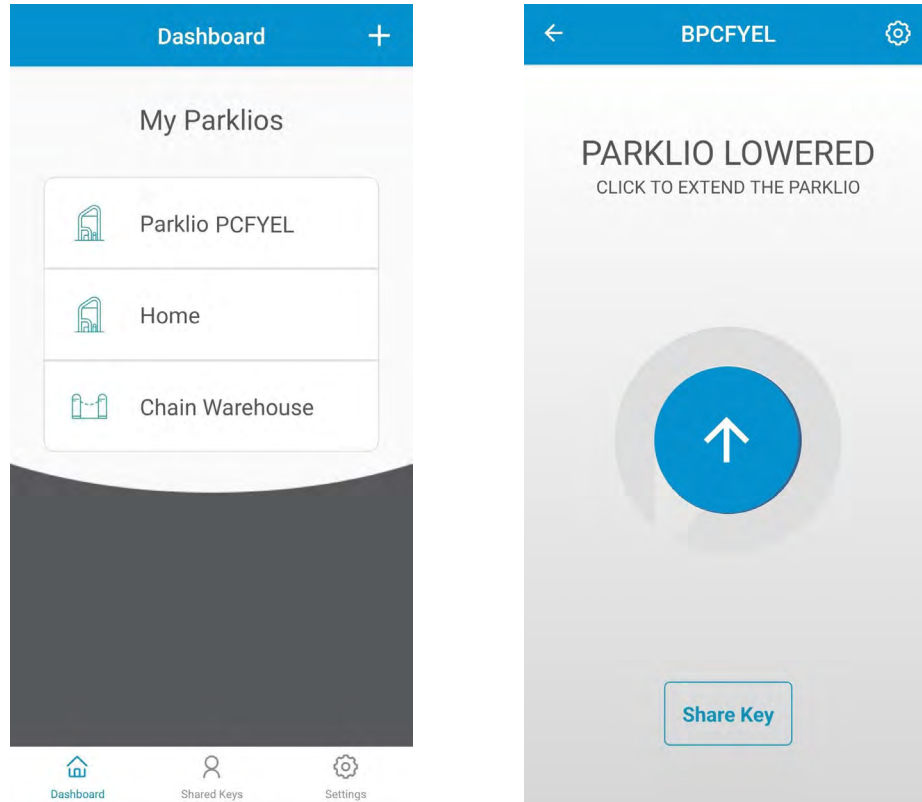 Dashboard +
My Parklios
Parklio PCFYEL
Home
Chain Warehouse
Dashboard Shared Keys Settings
BPCFYEL
PARKLIO LOWERED
CLICK TO EXTEND THE PARKLIO
Share Key